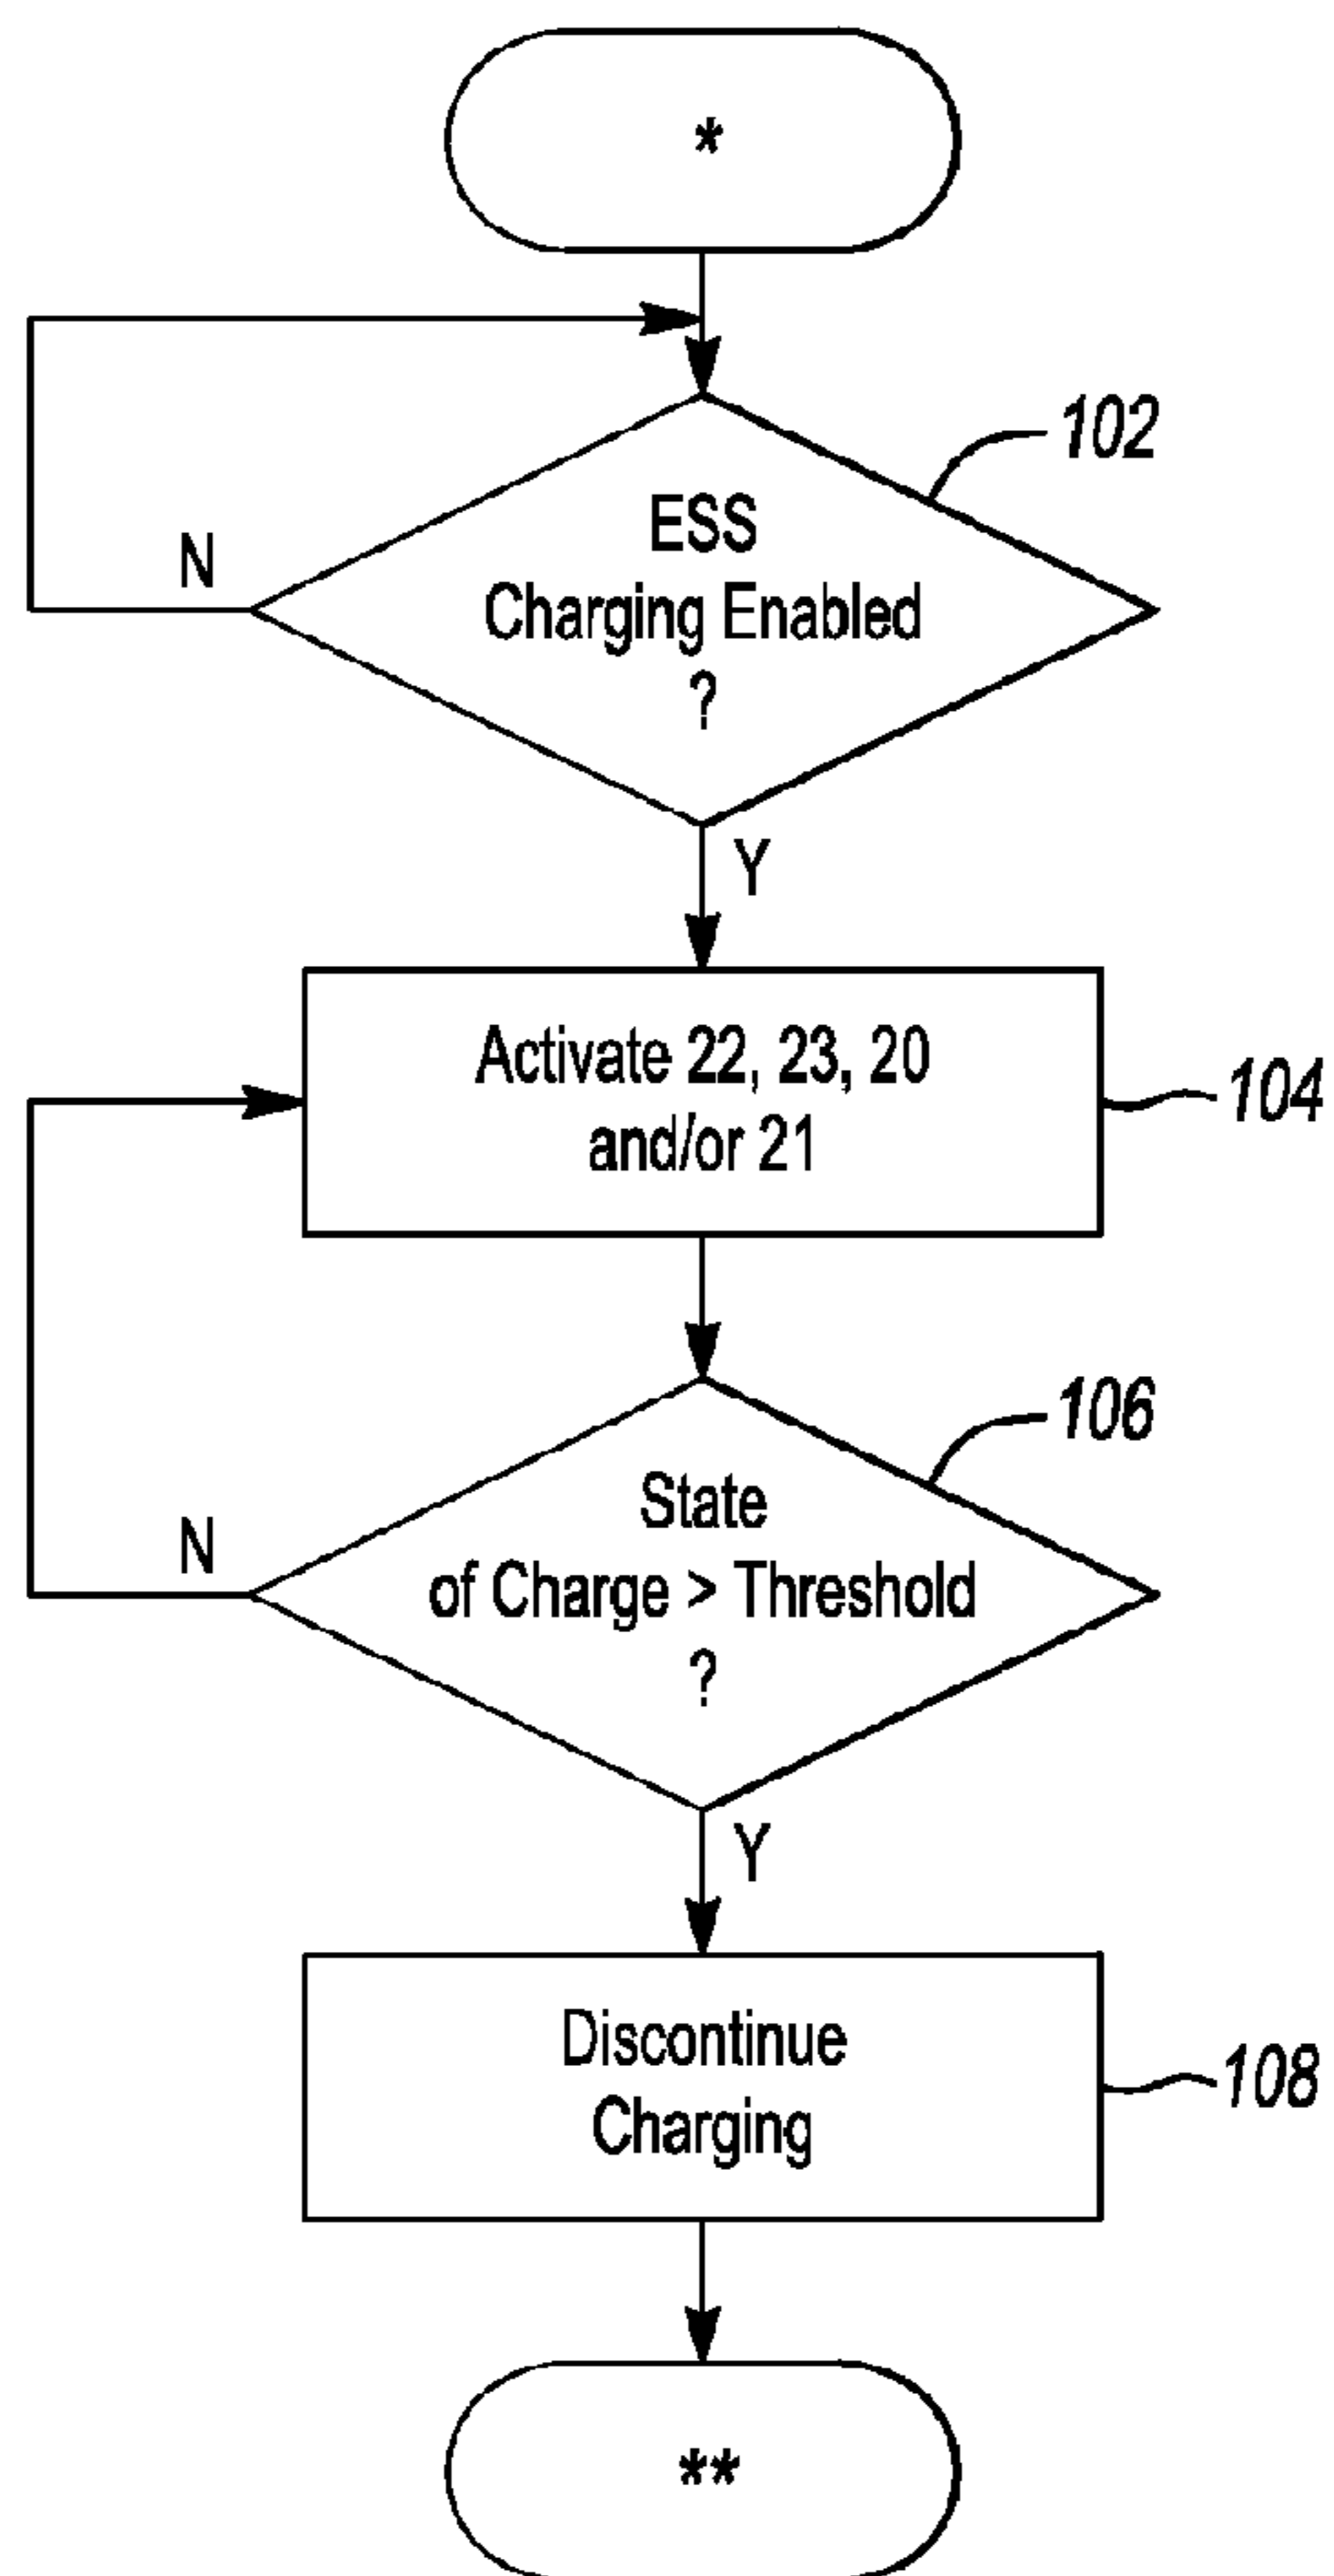 *
102
ESS
Charging Enabled
?
N
Y
Activate 22, 23, 20
and/or 21
104
106
State
of Charge > Threshold
?
N
Y
Discontinue
Charging
108
**